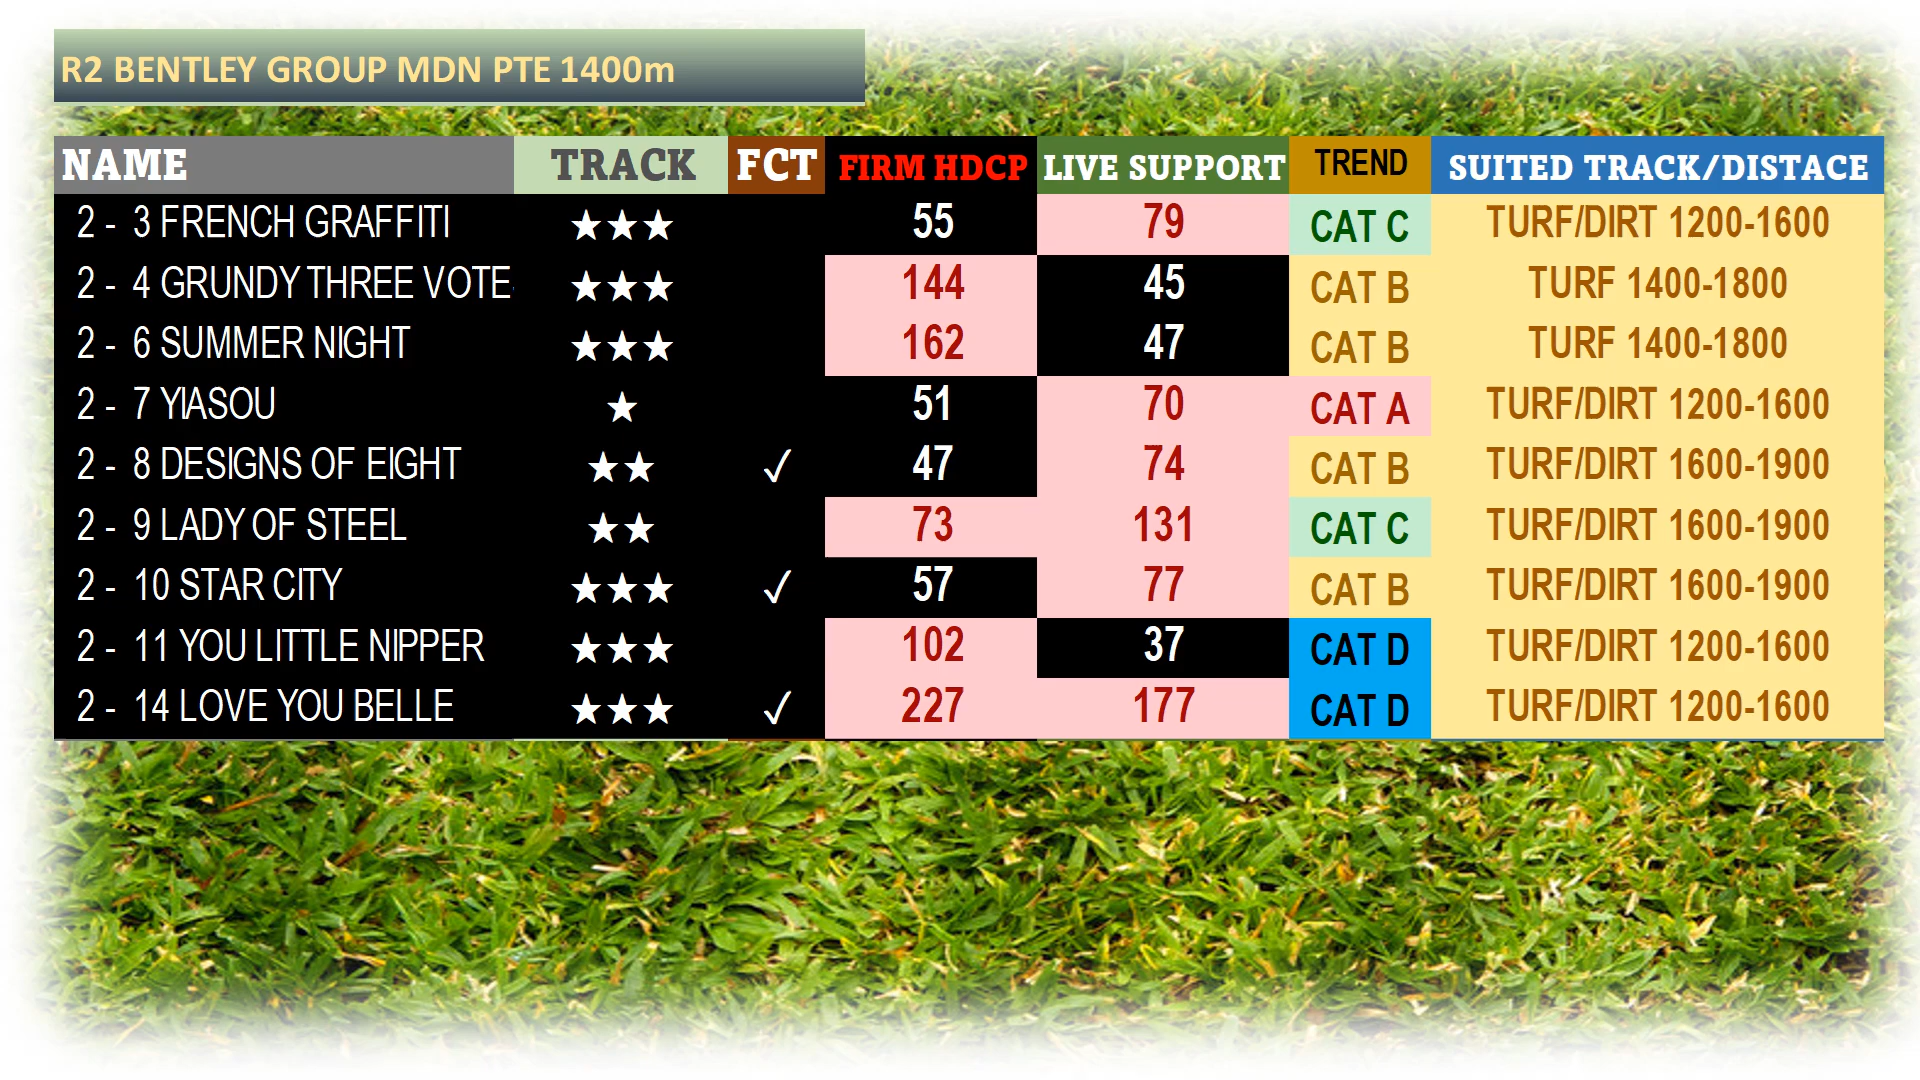 R2 BENTLEY GROUP MDN PTE 1400m
NAME TRACK FCT FIRM HDCP LIVE SUPPORT TREND SUITED TRACK/DISTACE
2 - 3 FRENCH GRAFFITI ★★★ 55 79 CAT C TURF/DIRT 1200-1600
2 - 4 GRUNDY THREE VOTE ★★★ 144 45 CAT B TURF 1400-1800
2 - 6 SUMMER NIGHT ★★★ 162 47 CAT B TURF 1400-1800
2 - 7 YIASOU ★ 51 70 CAT A TURF/DIRT 1200-1600
2 - 8 DESIGNS OF EIGHT ★★ ✓ 47 74 CAT B TURF/DIRT 1600-1900
2 - 9 LADY OF STEEL ★★ 73 131 CAT C TURF/DIRT 1600-1900
2 - 10 STAR CITY ★★★ ✓ 57 77 CAT B TURF/DIRT 1600-1900
2 - 11 YOU LITTLE NIPPER ★★★ 102 37 CAT D TURF/DIRT 1200-1600
2 - 14 LOVE YOU BELLE ★★★ ✓ 227 177 CAT D TURF/DIRT 1200-1600